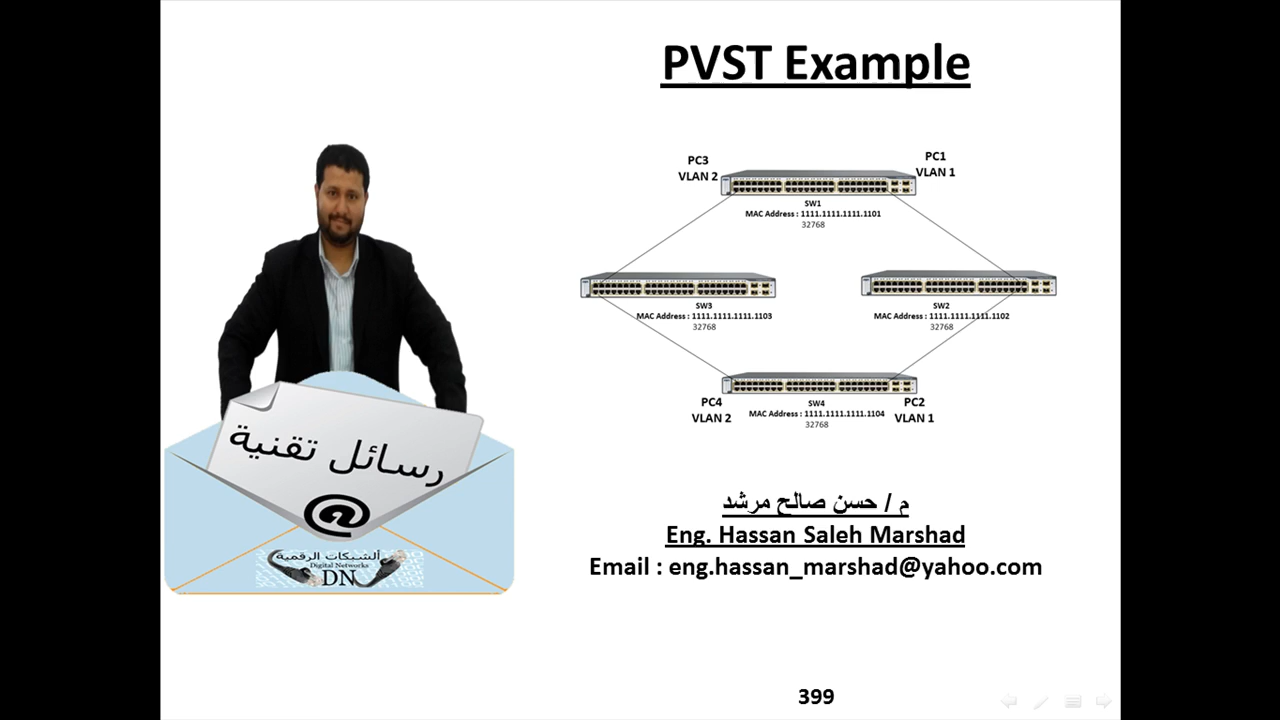 PVST Example
PC3
VLAN 2
PC1
VLAN 1
SW1
MAC Address : 1111.1111.1111.1101
32768
SW3
MAC Address : 1111.1111.1111.1103
32768
SW2
MAC Address : 1111.1111.1111.1102
32768
SW4
MAC Address : 1111.1111.1111.1104
32768
PC4
VLAN 2
PC2
VLAN 1
رسائل تقنية
@
الشبكات الرقمية
Digital Networks
DN
م / حسن صالح مرشد
Eng. Hassan Saleh Marshad
Email : eng.hassan_marshad@yahoo.com
399